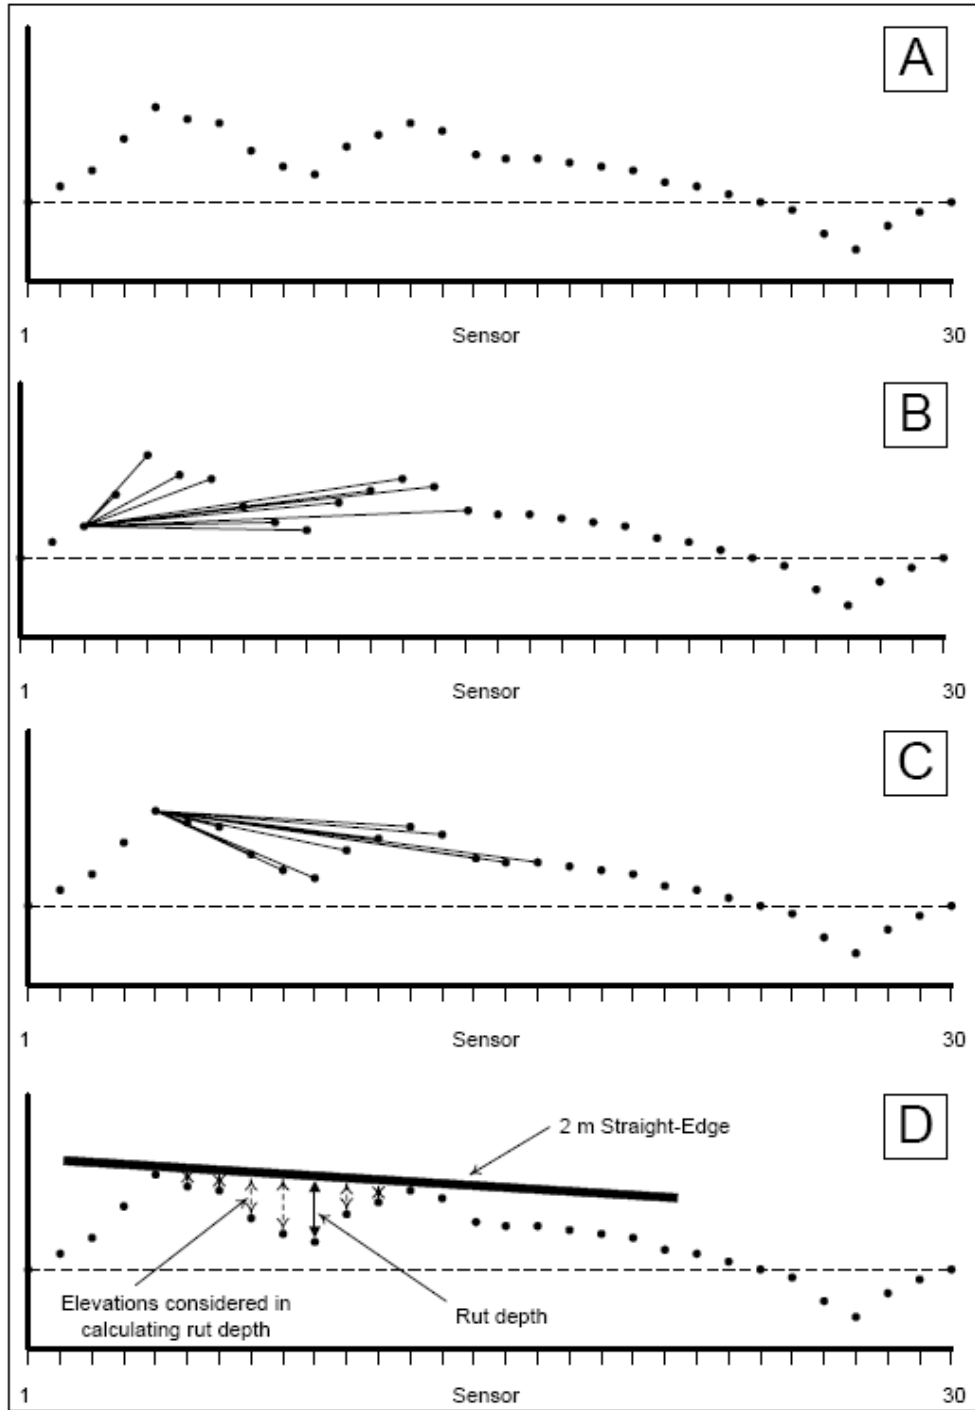 A
1 Sensor 30
B
1 Sensor 30
C
1 Sensor 30
D
2 m Straight-Edge
Elevations considered in
calculating rut depth
Rut depth
1 Sensor 30